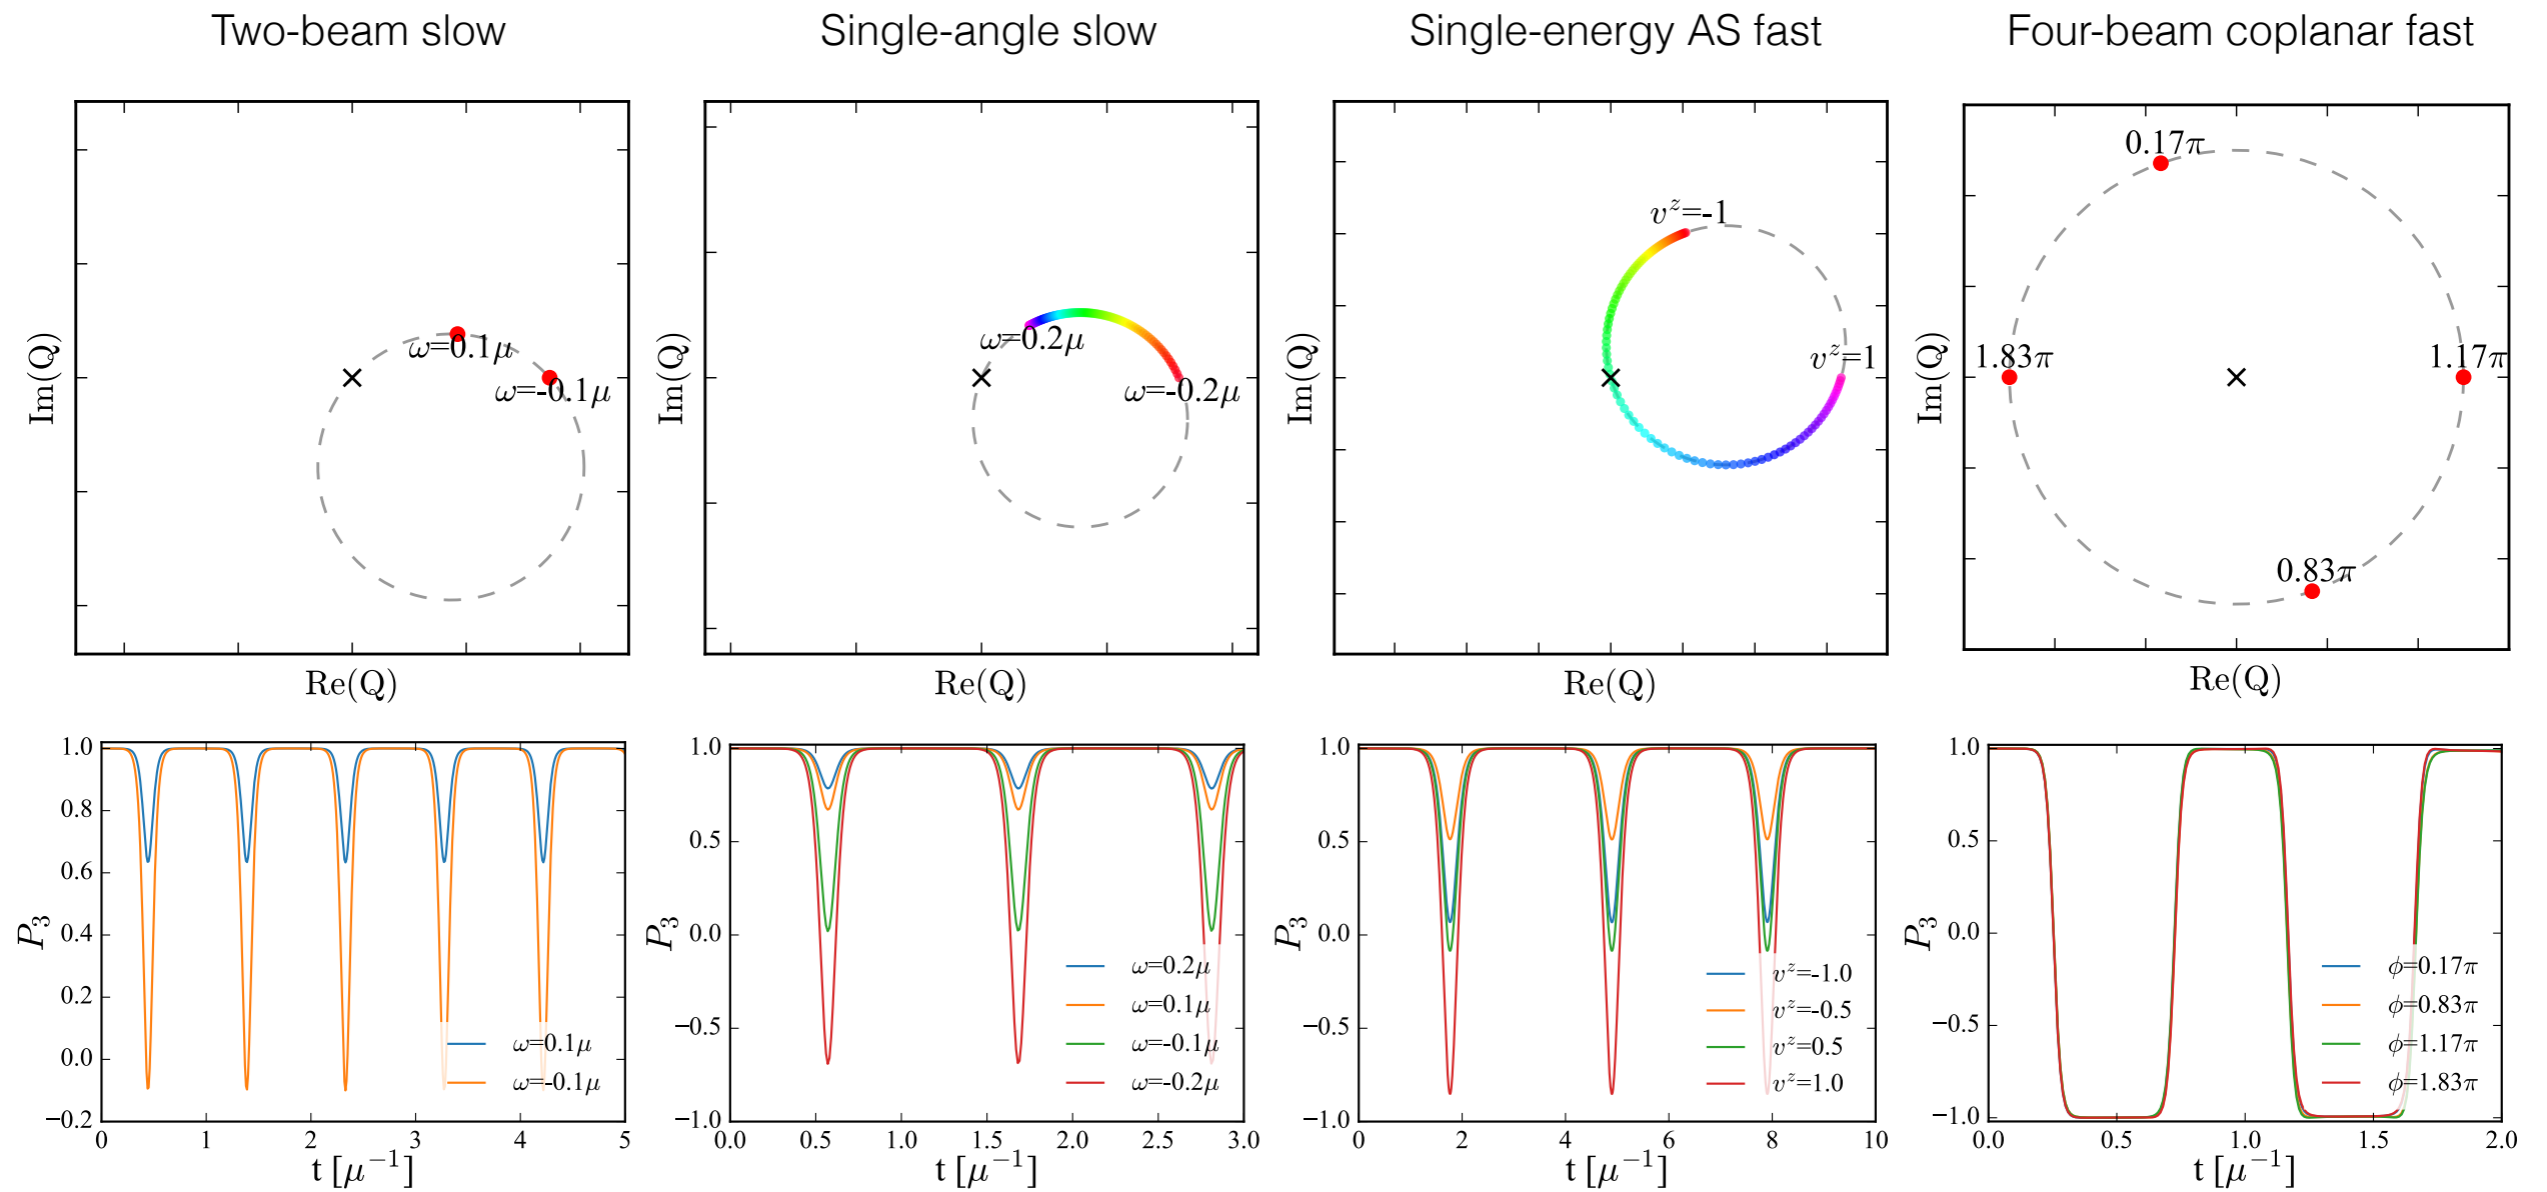 Two-beam slow
Single-angle slow
Single-energy AS fast
Four-beam coplanar fast
Im(Q)
ω=0.1μ
ω=-0.1μ
Re(Q)
Im(Q)
ω=0.2μ
ω=-0.2μ
Re(Q)
Im(Q)
v^z=-1
v^z=1
Re(Q)
Im(Q)
0.17π
1.83π
1.17π
0.83π
Re(Q)
P_3
1.0
0.8
0.6
0.4
0.2
0.0
−0.2
0 1 2 3 4 5
t [μ^{-1}]
ω=0.1μ
ω=-0.1μ
P_3
1.0
0.5
0.0
−0.5
−1.0
0.0 0.5 1.0 1.5 2.0 2.5 3.0
t [μ^{-1}]
ω=0.2μ
ω=0.1μ
ω=-0.1μ
ω=-0.2μ
P_3
1.0
0.5
0.0
−0.5
−1.0
0 2 4 6 8 10
t [μ^{-1}]
v^z=-1.0
v^z=-0.5
v^z=0.5
v^z=1.0
P_3
1.0
0.5
0.0
−0.5
−1.0
0.0 0.5 1.0 1.5 2.0
t [μ^{-1}]
ϕ=0.17π
ϕ=0.83π
ϕ=1.17π
ϕ=1.83π